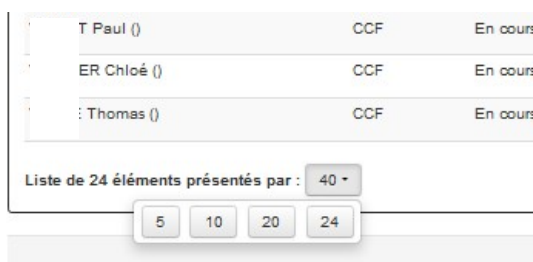 T Paul () CCF En cours
ER Chloé () CCF En cours
Thomas () CCF En cours
Liste de 24 éléments présentés par : 40
5 10 20 24